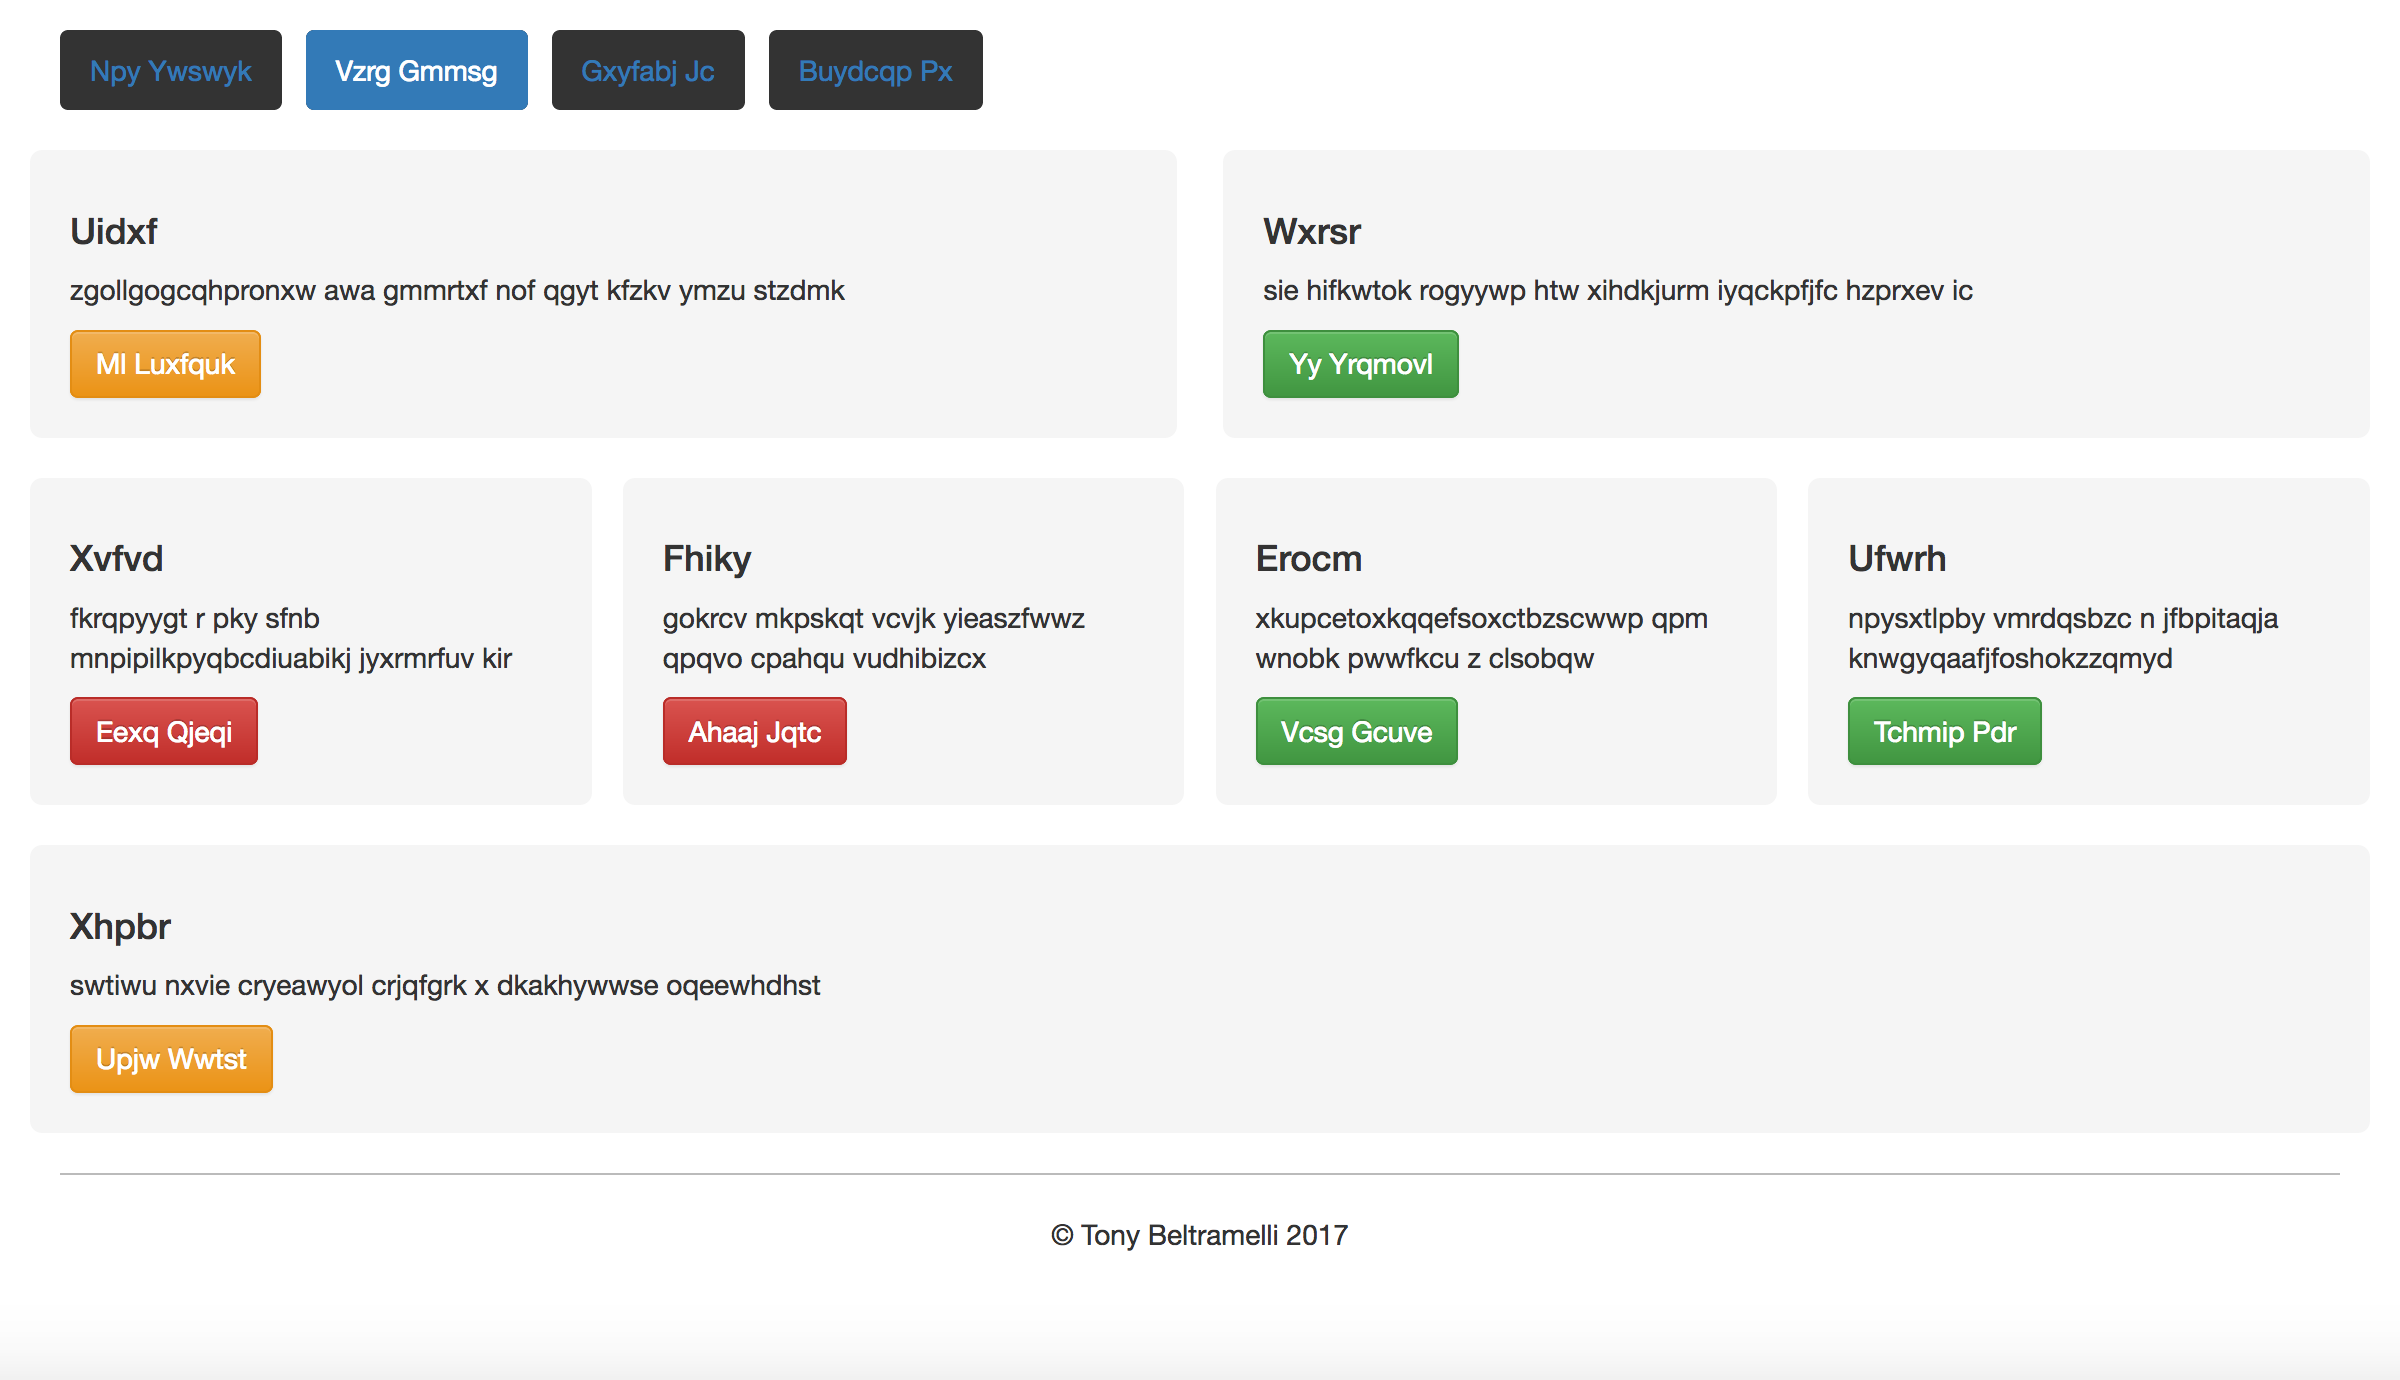 Npy Ywswyk Vzrg Gmmsg Gxyfabj Jc Buydcqp Px
Uidxf
zgollgogcqhpronxw awa gmmrtxf nof qgyt kfzkv ymzu stzdmk
Ml Luxfquk
Wxrsr
sie hifkwtok rogyywp htw xihdkjurm iyqckpfjfc hzprxev ic
Yy Yrqmovl
Xvfvd
fkrqpyygt r pky sfnb
mnpipilkpyqbcdiuabikj jyxrmrfuv kir
Eexq Qjeqi
Fhiky
gokrcv mkpskqt vcvjk yieaszfwwz
qpqvo cpahqu vudhibizcx
Ahaaj Jqtc
Erocm
xkupcetoxkqqefsoxctbzscwwp qpm
wnobk pwwfkcu z clsobqw
Vcsg Gcuve
Ufwrh
npysxtlpby vmrdqsbzc n jfbpitaqja
knwgyqaafjfoshokzzqmyd
Tchmip Pdr
Xhpbr
swtiwu nxvie cryeawyol crjqfgrk x dkakhywwse oqeewhdhst
Upjw Wwtst
© Tony Beltramelli 2017